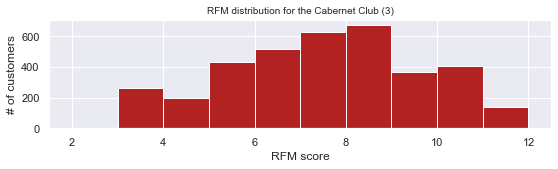 RFM distribution for the Cabernet Club (3)
# of customers
600
400
200
0
2 4 6 8 10 12
RFM score